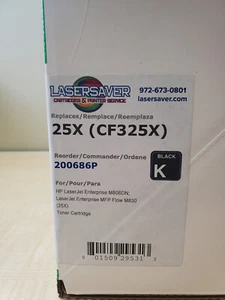 LASERSAVER
CARTRIDGES & PRINTER SERVICE
972-673-0801
lasersaver.com
Replaces/Remplace/Reemplaza
25X (CF325X)
Reorder/Commander/Ordene
200686P
BLACK
K
For/Pour/Para
HP LaserJet Enterprise M806DN;
LaserJet Enterprise MFP Flow M830
(25X)
Toner Cartridge
9 01509 29531